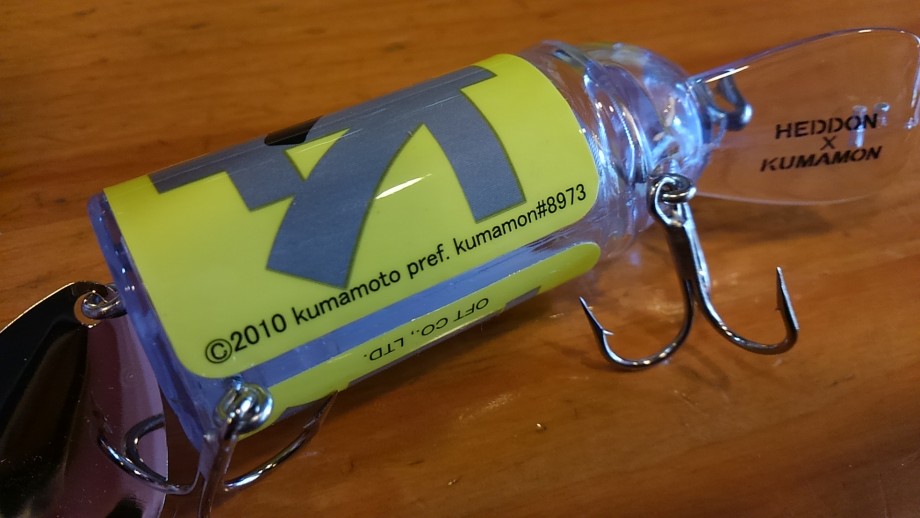 HEDDON
X
KUMAMON
©2010 kumamoto pref. kumamon#8973
OFT CO., LTD.